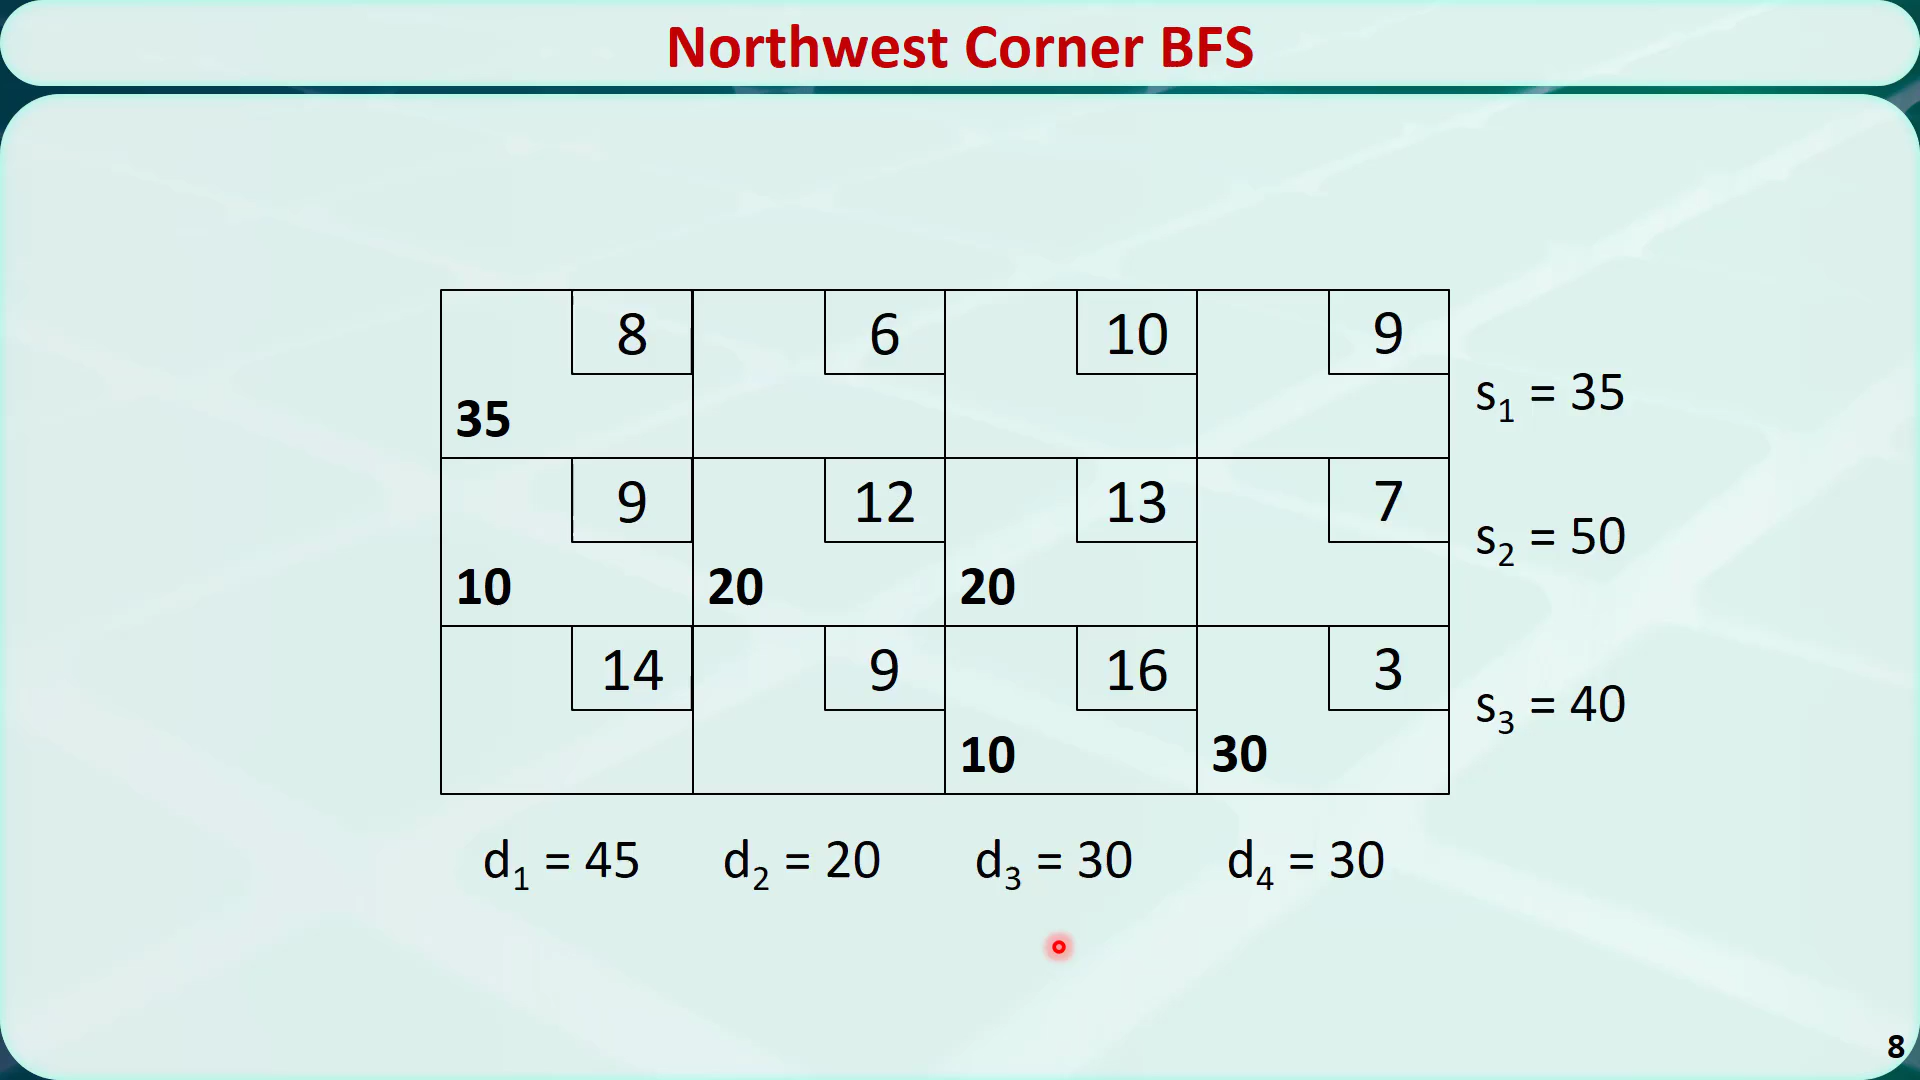 Northwest Corner BFS
8 6 10 9
35
s₁ = 35
9 12 13 7
10 20 20
s₂ = 50
14 9 16 3
10 30
s₃ = 40
d₁ = 45 d₂ = 20 d₃ = 30 d₄ = 30
8